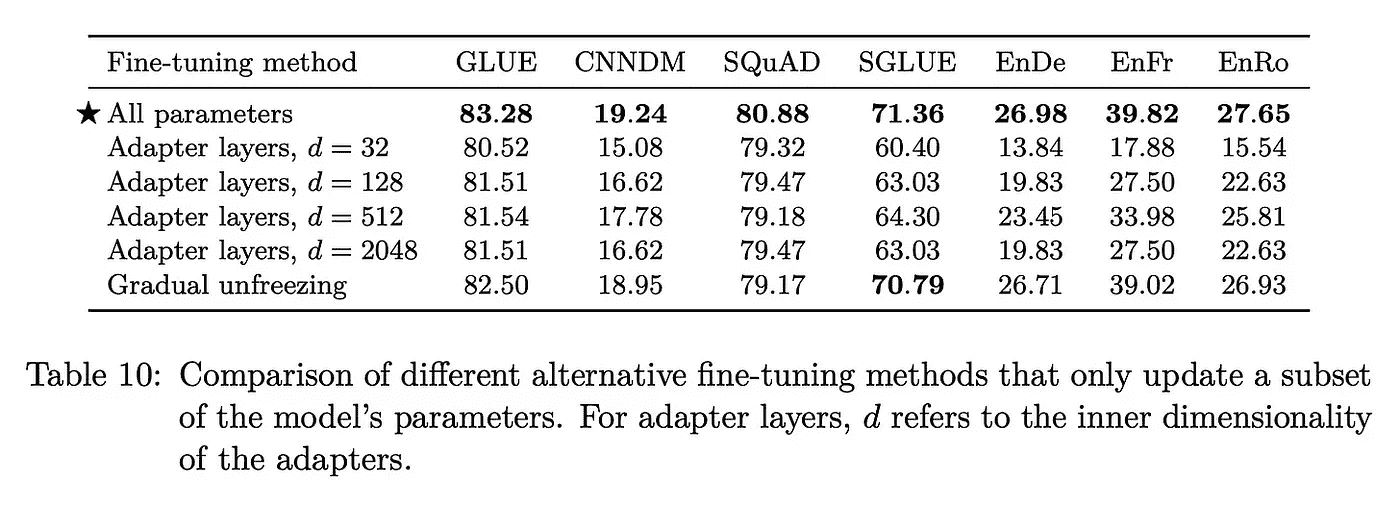 Fine-tuning method GLUE CNNDM SQuAD SGLUE EnDe EnFr EnRo
★ All parameters 83.28 19.24 80.88 71.36 26.98 39.82 27.65
Adapter layers, d = 32 80.52 15.08 79.32 60.40 13.84 17.88 15.54
Adapter layers, d = 128 81.51 16.62 79.47 63.03 19.83 27.50 22.63
Adapter layers, d = 512 81.54 17.78 79.18 64.30 23.45 33.98 25.81
Adapter layers, d = 2048 81.51 16.62 79.47 63.03 19.83 27.50 22.63
Gradual unfreezing 82.50 18.95 79.17 70.79 26.71 39.02 26.93
Table 10: Comparison of different alternative fine-tuning methods that only update a subset
of the model's parameters. For adapter layers, d refers to the inner dimensionality
of the adapters.